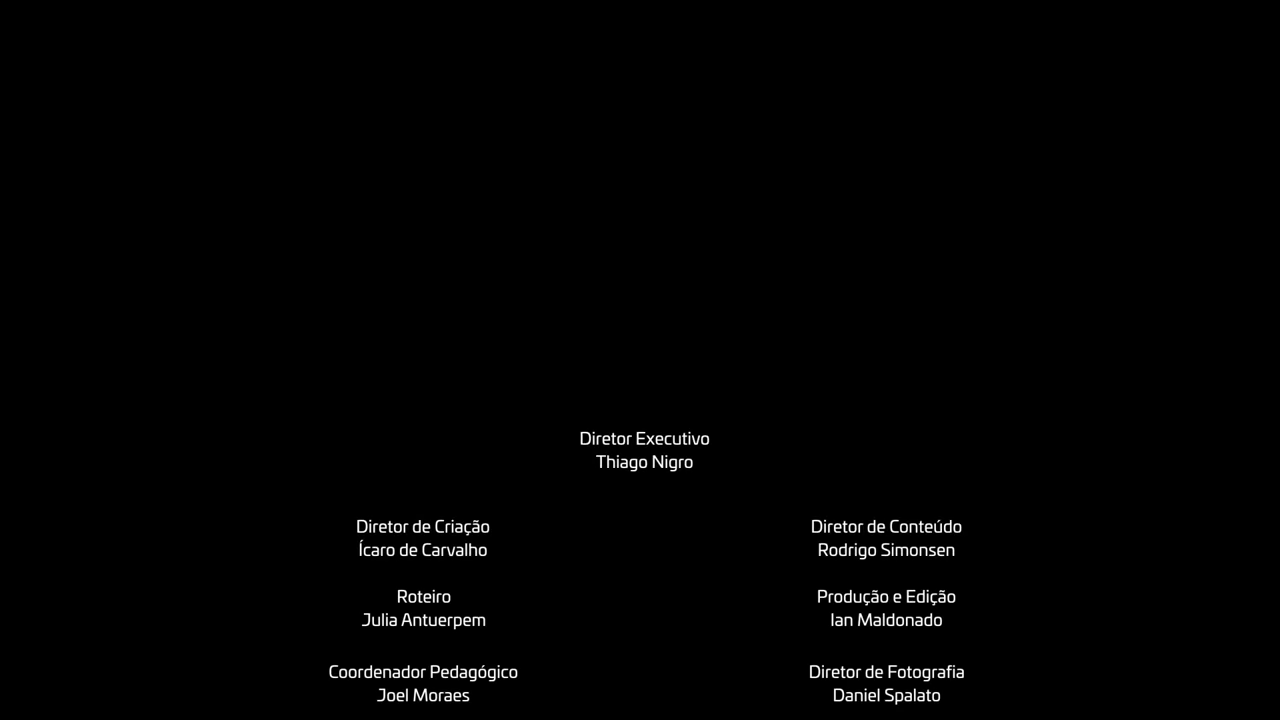 Diretor Executivo
Thiago Nigro
Diretor de Criação
Ícaro de Carvalho
Diretor de Conteúdo
Rodrigo Simonsen
Roteiro
Julia Antuerpem
Produção e Edição
Ian Maldonado
Coordenador Pedagógico
Joel Moraes
Diretor de Fotografia
Daniel Spalato